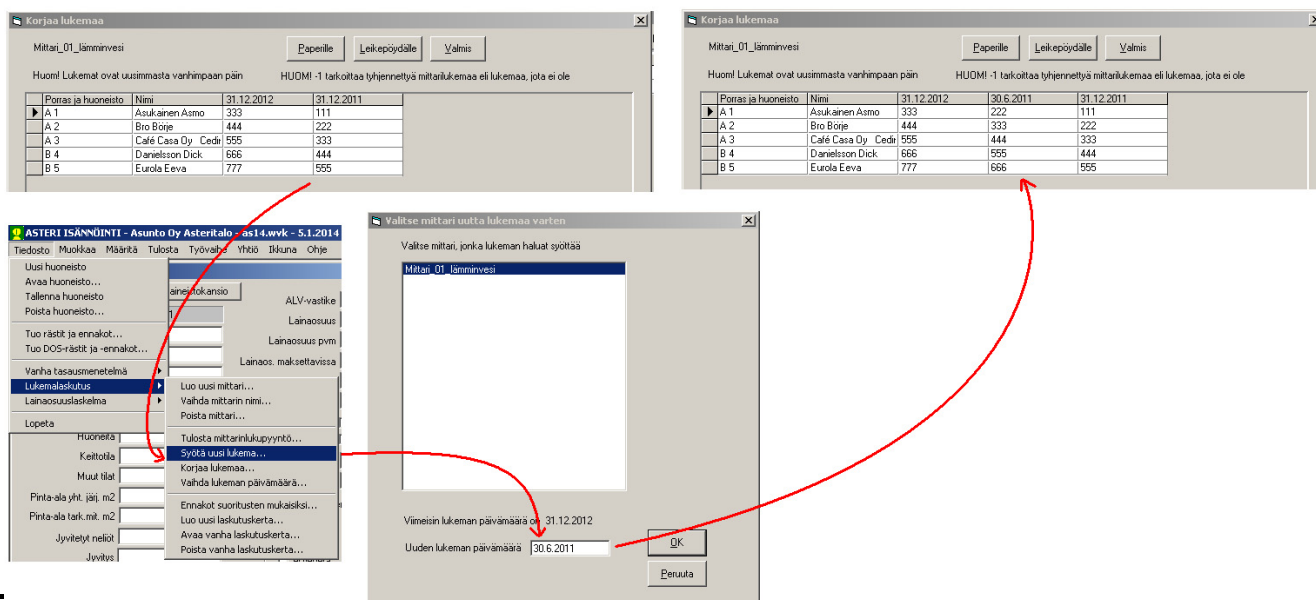 Korjaa lukemaa
Mittari_01_lämminvesi
Paperille Leikepöydälle Valmis
Huom! Lukemat ovat uusimmasta vanhimpaan päin HUOM! -1 tarkoittaa tyhjennettyä mittarilukemaa eli lukemaa, jota ei ole
Porras ja huoneisto Nimi 31.12.2012 31.12.2011
A 1 Asukainen Asmo 333 111
A 2 Bro Börje 444 222
A 3 Café Casa Oy Cedir 555 333
B 4 Danielsson Dick 666 444
B 5 Eurola Eeva 777 555
Korjaa lukemaa
Mittari_01_lämminvesi
Paperille Leikepöydälle Valmis
Huom! Lukemat ovat uusimmasta vanhimpaan päin HUOM! -1 tarkoittaa tyhjennettyä mittarilukemaa eli lukemaa, jota ei ole
Porras ja huoneisto Nimi 31.12.2012 30.6.2011 31.12.2011
A 1 Asukainen Asmo 333 222 111
A 2 Bro Börje 444 333 222
A 3 Café Casa Oy Cedir 555 444 333
B 4 Danielsson Dick 666 555 444
B 5 Eurola Eeva 777 666 555
ASTERI ISÄNNÖINTI - Asunto Oy Asteritalo - as14.wvk - 5.1.2014
Tiedosto Muokkaa Määritä Tulosta Työvaihe Yhtiö Ikkuna Ohje
Uusi huoneisto
Avaa huoneisto...
Tallenna huoneisto
Poista huoneisto...
Tuo rästit ja ennakot...
Tuo DOS-rästit ja -ennakot...
Vanha tasausmenetelmä
Lukemalaskutus
Lainaosuuslaskelma
Lopeta
aineistokansio
ALV-vastike
Lainaosuus
Lainaosuus pvm
Lainaos. maksettavissa
Luo uusi mittari...
Vaihda mittarin nimi...
Poista mittari...
Tulosta mittarinlukupyyntö...
Syötä uusi lukema...
Korjaa lukemaa...
Vaihda lukeman päivämäärä...
Ennakot suoritusten mukaisiksi...
Luo uusi laskutuskerta...
Avaa vanha laskutuskerta...
Poista vanha laskutuskerta...
Huoneita
Keittotila
Muut tilat
Pinta-ala yht. järj. m2
Pinta-ala tark.mit. m2
Jyvitetyt neliöt
Jyvitys
Valitse mittari uutta lukemaa varten
Valitse mittari, jonka lukeman haluat syöttää
Mittari_01_lämminvesi
Viimeisin lukeman päivämäärä on 31.12.2012
Uuden lukeman päivämäärä 30.6.2011
OK
Peruuta